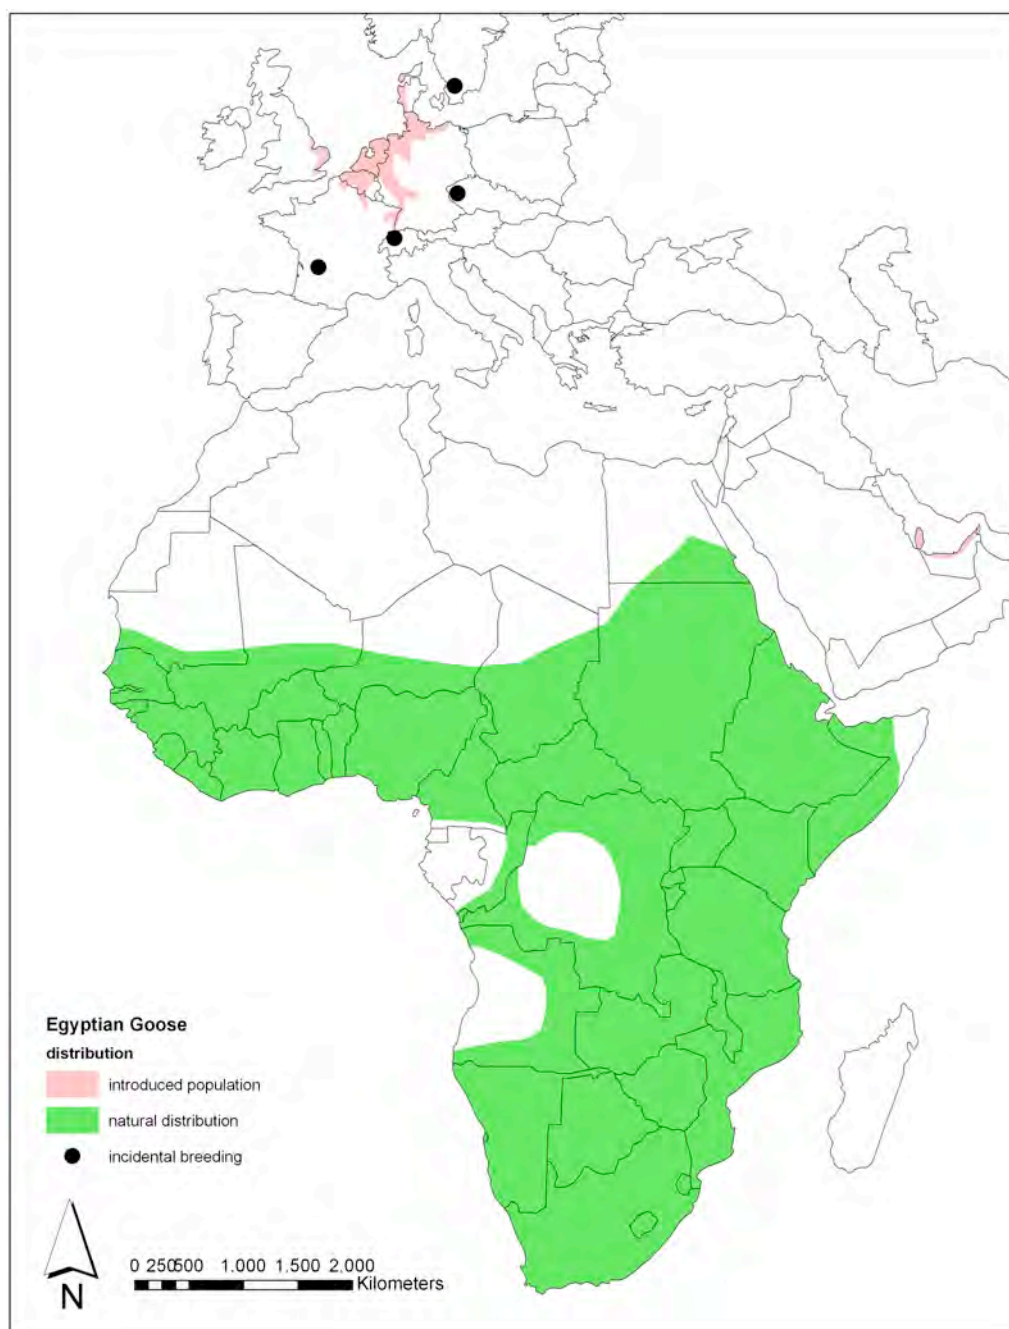 Egyptian Goose
distribution
introduced population
natural distribution
incidental breeding
0 250500 1.000 1.500 2.000
Kilometers
N